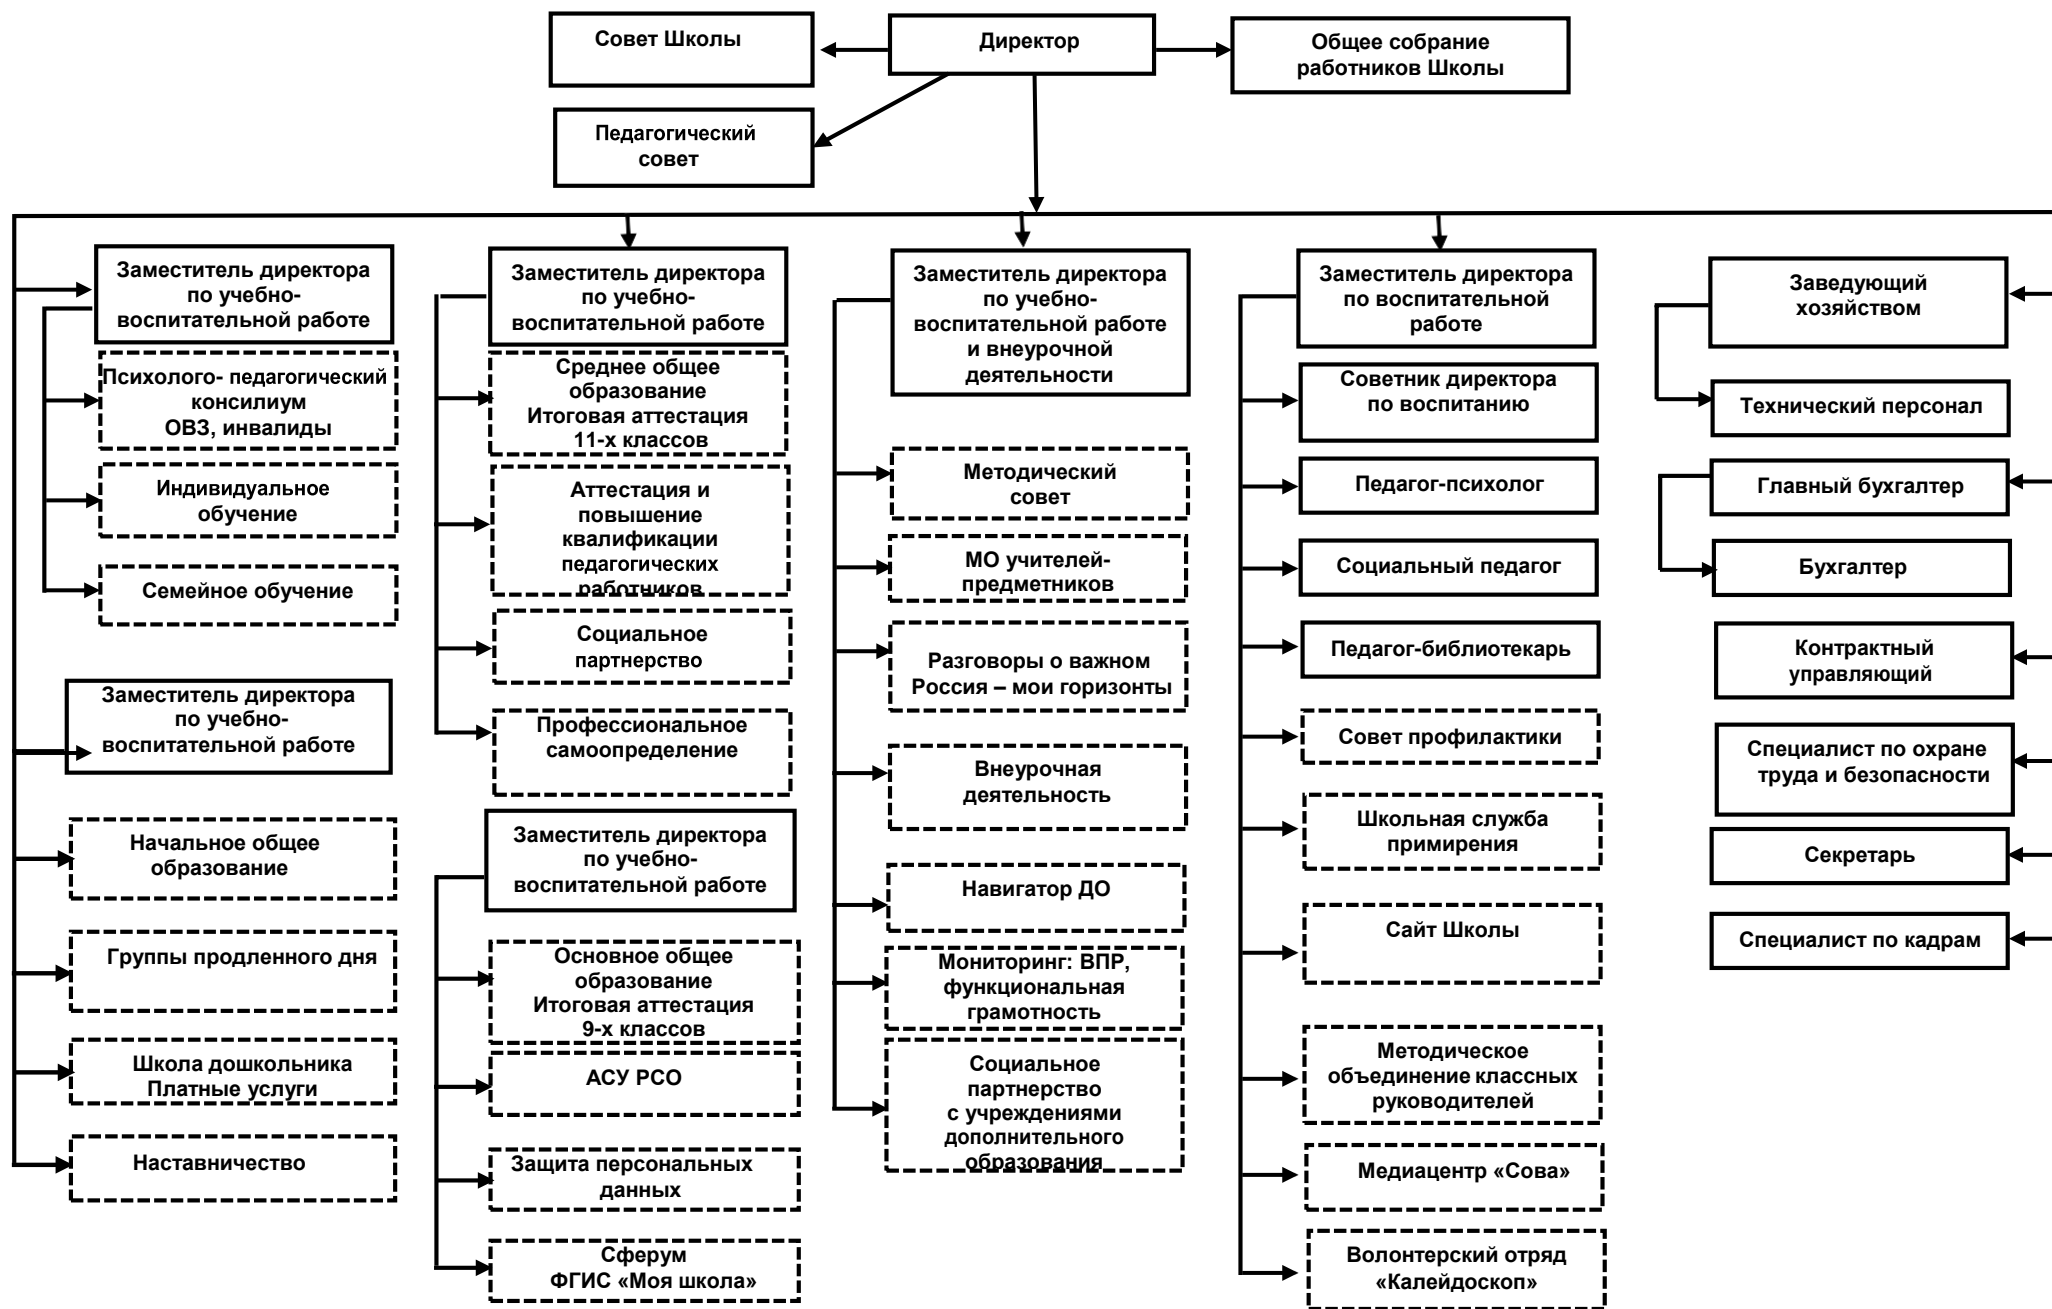 Совет Школы
Директор
Общее собрание
работников Школы
Педагогический
совет
Заместитель директора
по учебно-
воспитательной работе
Психолого- педагогический
консилиум
ОВЗ, инвалиды
Индивидуальное
обучение
Семейное обучение
Заместитель директора
по учебно-
воспитательной работе
Начальное общее
образование
Группы продленного дня
Школа дошкольника
Платные услуги
Наставничество
Заместитель директора
по учебно-
воспитательной работе
Среднее общее
образование
Итоговая аттестация
11-х классов
Аттестация и
повышение
квалификации
педагогических
работников
Социальное
партнерство
Профессиональное
самоопределение
Заместитель директора
по учебно-
воспитательной работе
Основное общее
образование
Итоговая аттестация
9-х классов
АСУ РСО
Защита персональных
данных
Сферум
ФГИС «Моя школа»
Заместитель директора
по учебно-
воспитательной работе
и внеурочной
деятельности
Методический
совет
МО учителей-
предметников
Разговоры о важном
Россия – мои горизонты
Внеурочная
деятельность
Навигатор ДО
Мониторинг: ВПР,
функциональная
грамотность
Социальное
партнерство
с учреждениями
дополнительного
образования
Заместитель директора
по воспитательной
работе
Советник директора
по воспитанию
Педагог-психолог
Социальный педагог
Педагог-библиотекарь
Совет профилактики
Школьная служба
примирения
Сайт Школы
Методическое
объединение классных
руководителей
Медиацентр «Сова»
Волонтерский отряд
«Калейдоскоп»
Заведующий
хозяйством
Технический персонал
Главный бухгалтер
Бухгалтер
Контрактный
управляющий
Специалист по охране
труда и безопасности
Секретарь
Специалист по кадрам